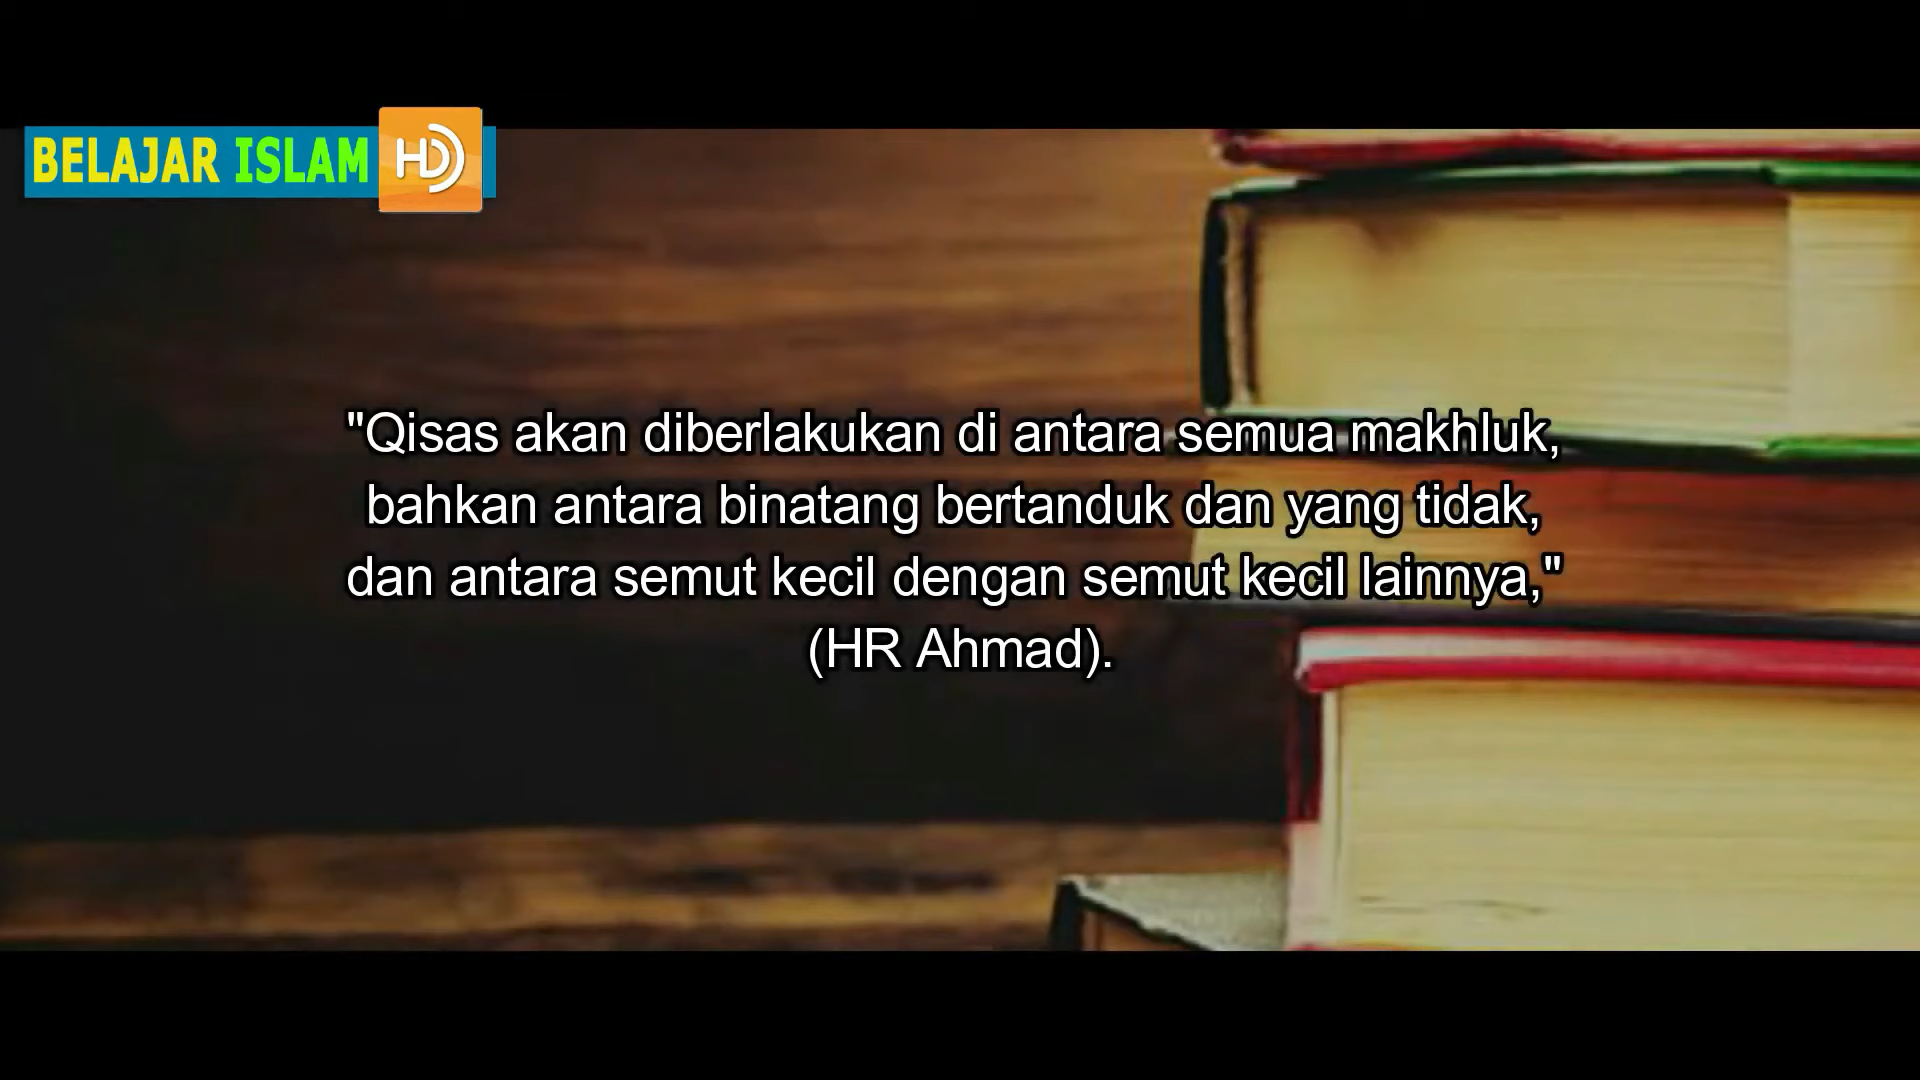 BELAJAR ISLAM HD
"Qisas akan diberlakukan di antara semua makhluk,
bahkan antara binatang bertanduk dan yang tidak,
dan antara semut kecil dengan semut kecil lainnya,"
(HR Ahmad).